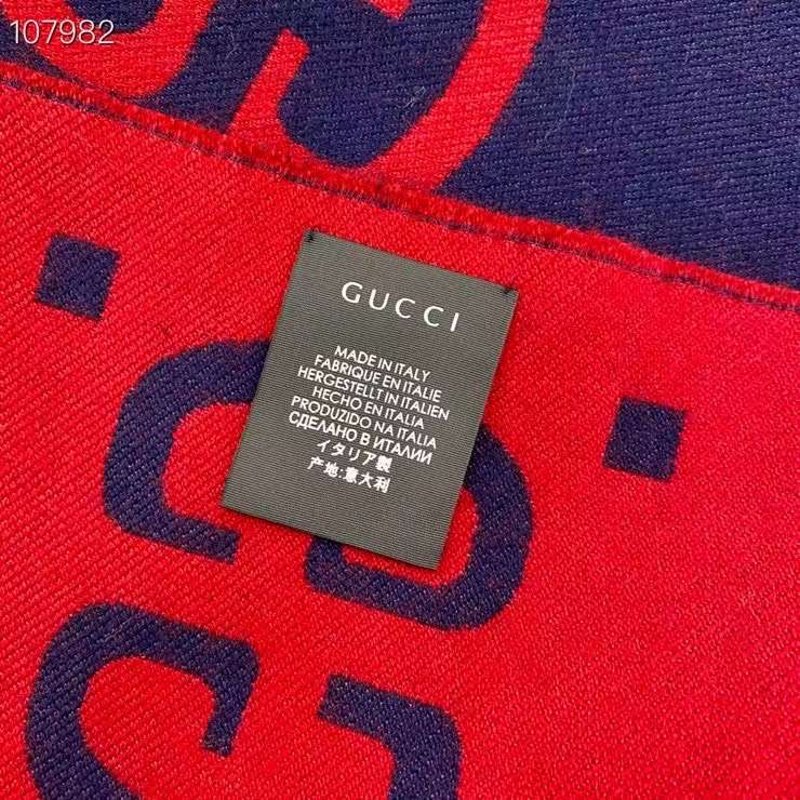 107982
GUCCI
MADE IN ITALY
FABRIQUE EN ITALIE
HERGESTELLT IN ITALIEN
HECHO EN ITALIA
PRODUZIDO NA ITALIA
СДЕЛАНО В ИТАЛИИ
イタリア製
产地:意大利